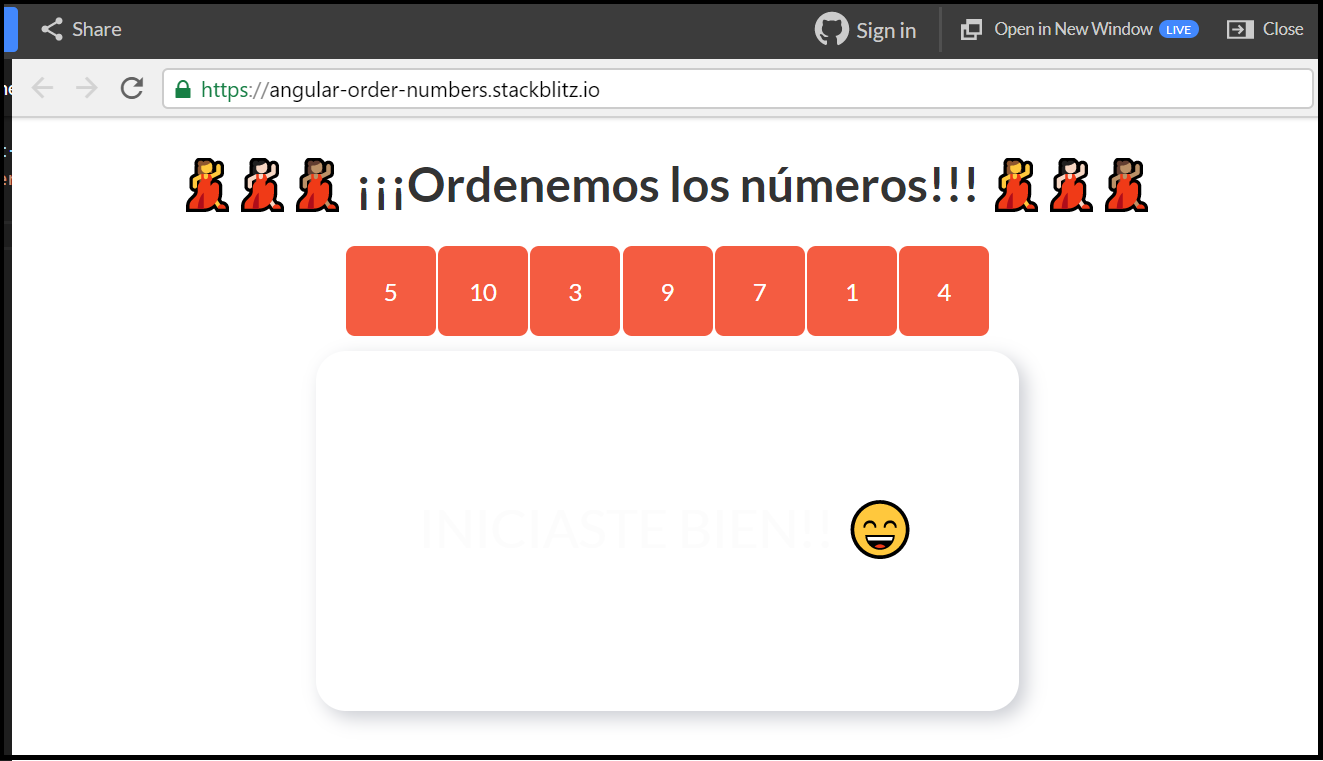 Share
Sign in
Open in New Window LIVE
Close
https://angular-order-numbers.stackblitz.io
¡¡¡Ordenemos los números!!!
5 10 3 9 7 1 4
INICIASTE BIEN!!